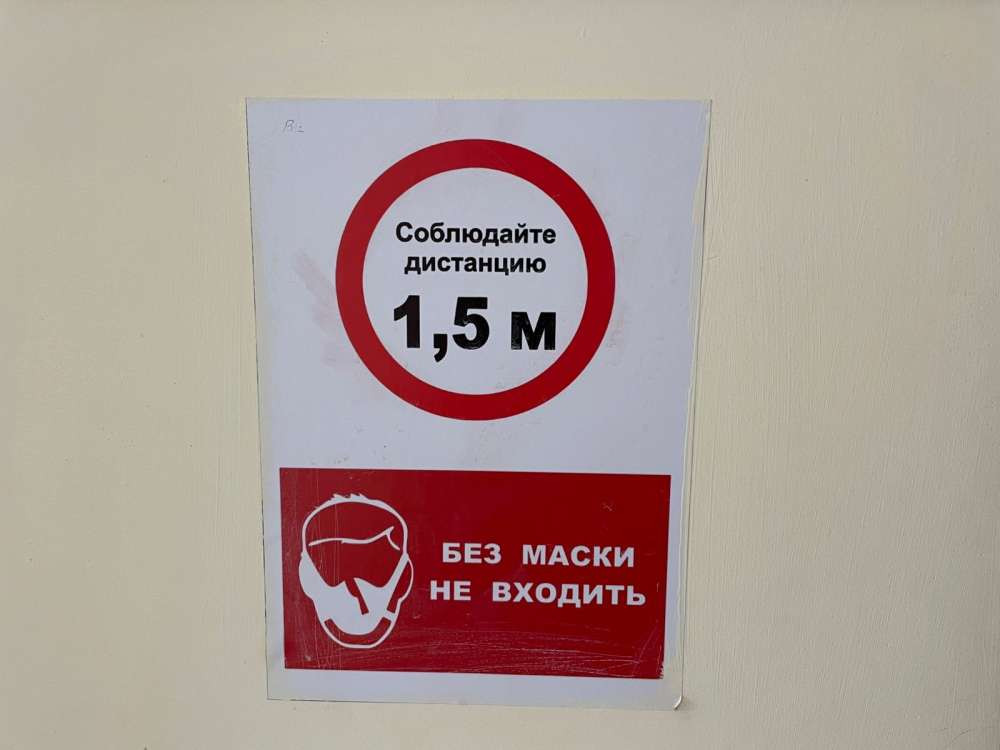 Соблюдайте
дистанцию
1,5 м
БЕЗ МАСКИ
НЕ ВХОДИТЬ